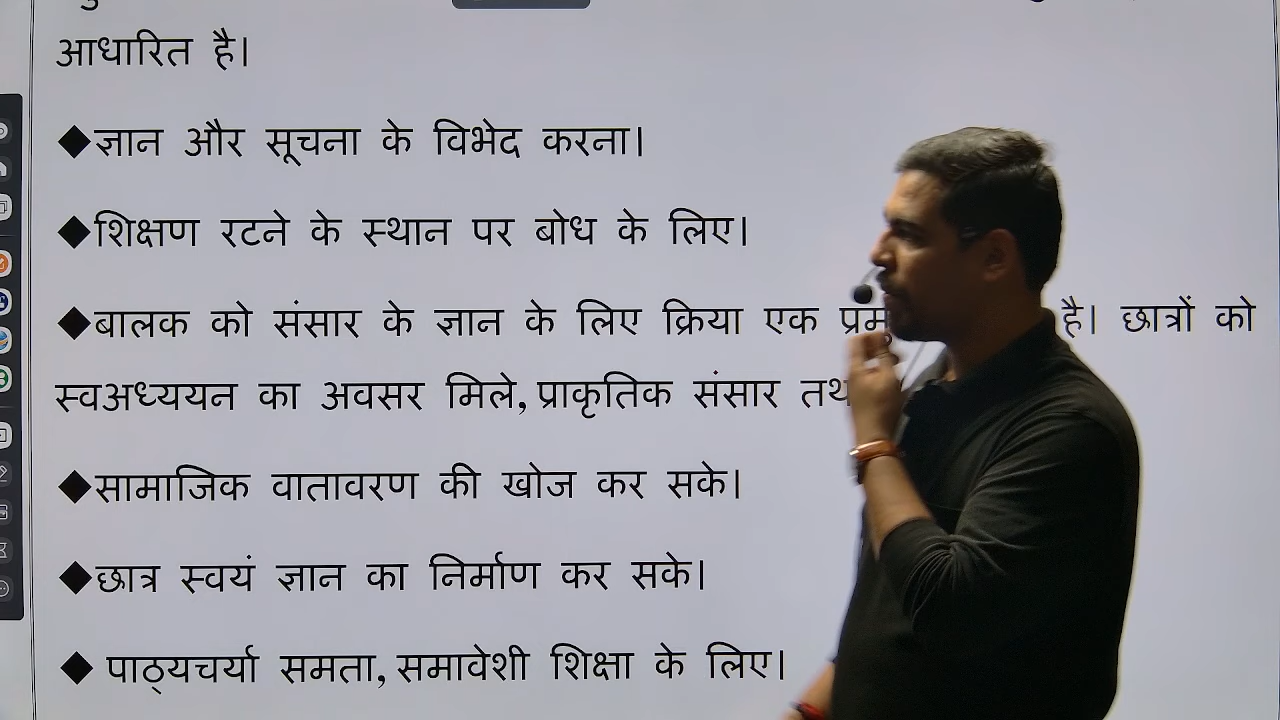 आधारित है।
◆ज्ञान और सूचना के विभेद करना।
◆शिक्षण रटने के स्थान पर बोध के लिए।
◆बालक को संसार के ज्ञान के लिए क्रिया एक है। छात्रों को
स्वअध्ययन का अवसर मिले, प्राकृतिक संसार
◆सामाजिक वातावरण की खोज कर सके।
◆छात्र स्वयं ज्ञान का निर्माण कर सके।
◆ पाठ्यचर्या समता, समावेशी शिक्षा के लिए।